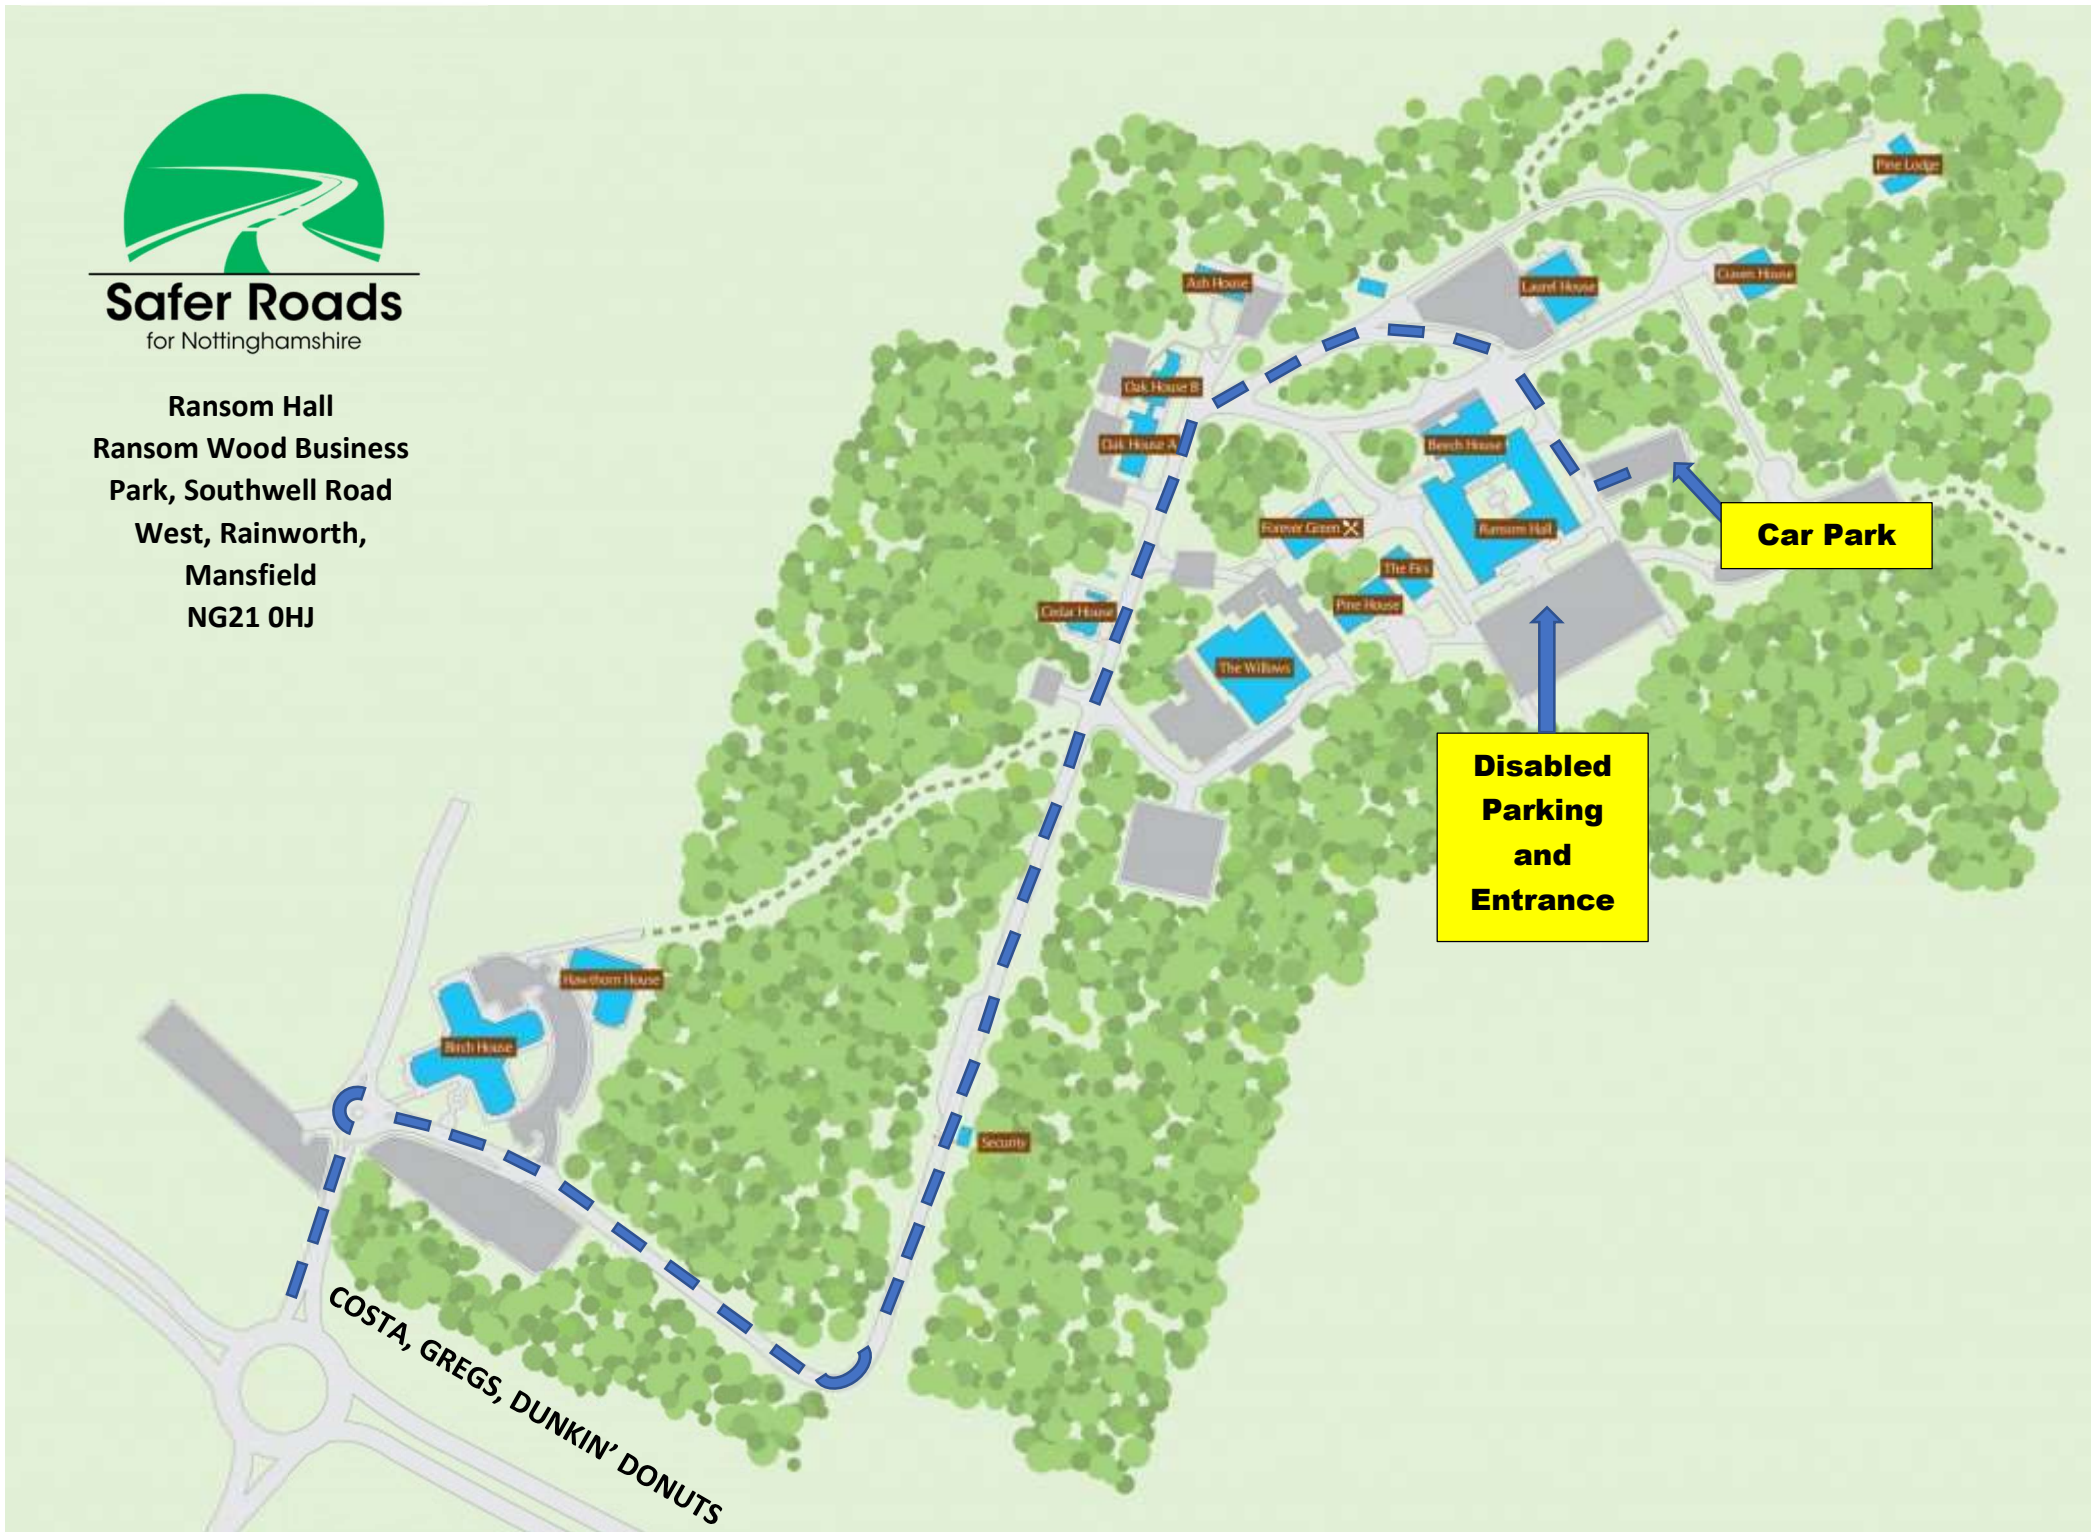 Safer Roads
for Nottinghamshire
Ransom Hall
Ransom Wood Business
Park, Southwell Road
West, Rainworth,
Mansfield
NG21 0HJ
Pine Lodge
Ash House
Laurel House
Oak House B
Oak House A
Beech House
Forever Green
Ransom Hall
Car Park
The Firs
Pine House
Cedar House
The Willows
Disabled
Parking
and
Entrance
Hawthorn House
Birch House
Security
COSTA, GREGS, DUNKIN' DONUTS